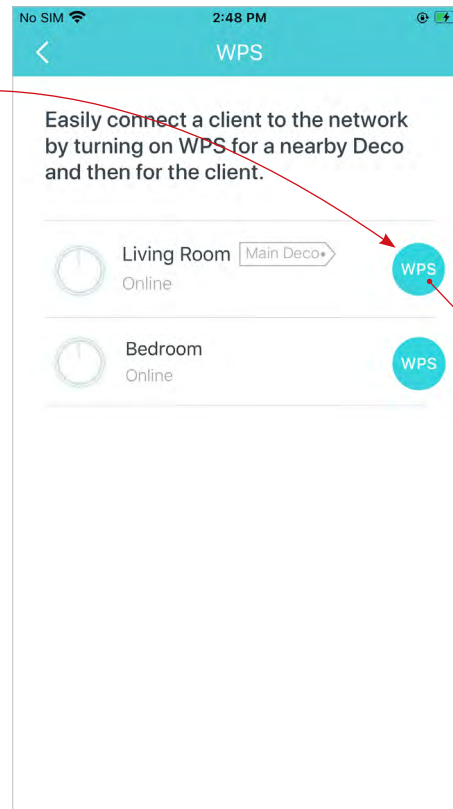 No SIM 2:48 PM
WPS
Easily connect a client to the network
by turning on WPS for a nearby Deco
and then for the client.
Living Room Main Deco
WPS
Online
Bedroom
WPS
Online